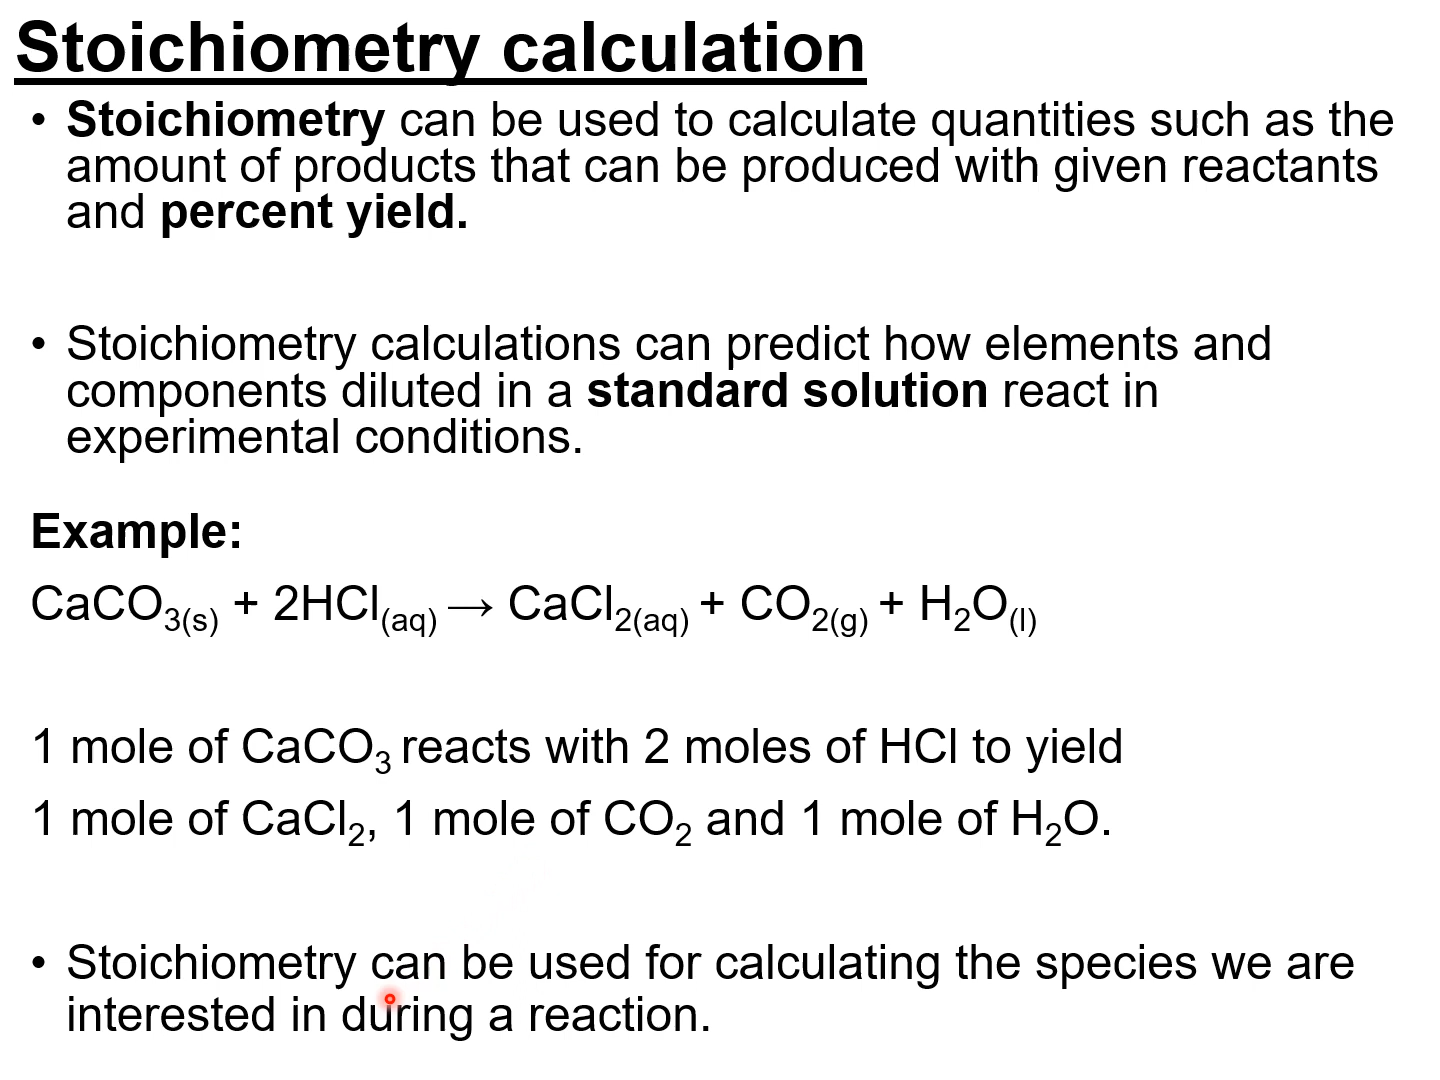 Stoichiometry calculation
• Stoichiometry can be used to calculate quantities such as the
amount of products that can be produced with given reactants
and percent yield.
• Stoichiometry calculations can predict how elements and
components diluted in a standard solution react in
experimental conditions.
Example:
CaCO₃₍ₛ₎ + 2HCl(aq) → CaCl₂(aq) + CO₂(g) + H₂O(l)
1 mole of CaCO₃ reacts with 2 moles of HCl to yield
1 mole of CaCl₂, 1 mole of CO₂ and 1 mole of H₂O.
• Stoichiometry can be used for calculating the species we are
interested in during a reaction.